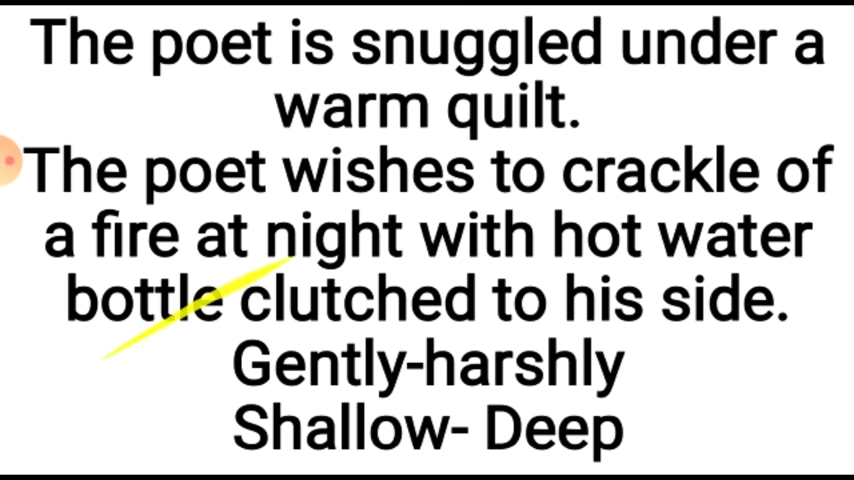 The poet is snuggled under a
warm quilt.
The poet wishes to crackle of
a fire at night with hot water
bottle clutched to his side.
Gently-harshly
Shallow- Deep